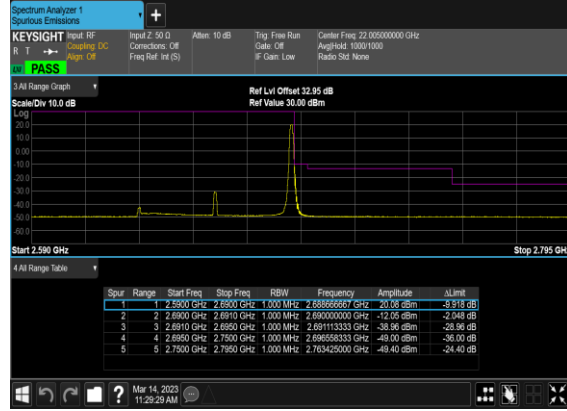 Spectrum Analyzer 1
Spurious Emissions
+
KEYSIGHT Input: RF Input Z: 50 Ω Atten: 10 dB Trig: Free Run Center Freq: 22.005000000 GHz
R T Coupling: DC Corrections: Off Gate: Off Avg|Hold: 1000/1000
Align: Off Freq Ref: Int (S) IF Gain: Low Radio Std: None
PASS
3 All Range Graph
Ref Lvl Offset 32.95 dB
Scale/Div 10.0 dB Ref Value 30.00 dBm
Log
20.0
10.0
0.00
-10.0
-20.0
-30.0
-40.0
-50.0
-60.0
Start 2.590 GHz Stop 2.795 GHz
4 All Range Table
Spur Range Start Freq Stop Freq RBW Frequency Amplitude ΔLimit
1 1 2.5900 GHz 2.6900 GHz 1.000 MHz 2.688666667 GHz 20.08 dBm -9.918 dB
2 2 2.6900 GHz 2.6910 GHz 1.000 MHz 2.690000000 GHz -12.05 dBm -2.048 dB
3 3 2.6910 GHz 2.6950 GHz 1.000 MHz 2.691113333 GHz -38.96 dBm -28.96 dB
4 4 2.6950 GHz 2.7500 GHz 1.000 MHz 2.696558333 GHz -49.00 dBm -36.00 dB
5 5 2.7500 GHz 2.7950 GHz 1.000 MHz 2.763425000 GHz -49.40 dBm -24.40 dB
?
Mar 14, 2023
11:29:29 AM